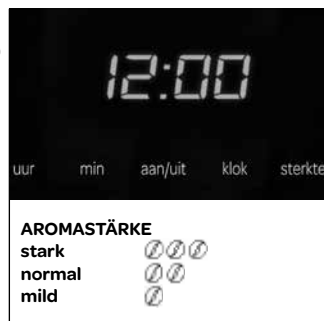 12:00
uur min aan/uit klok sterkte
AROMASTÄRKE
stark
normal
mild